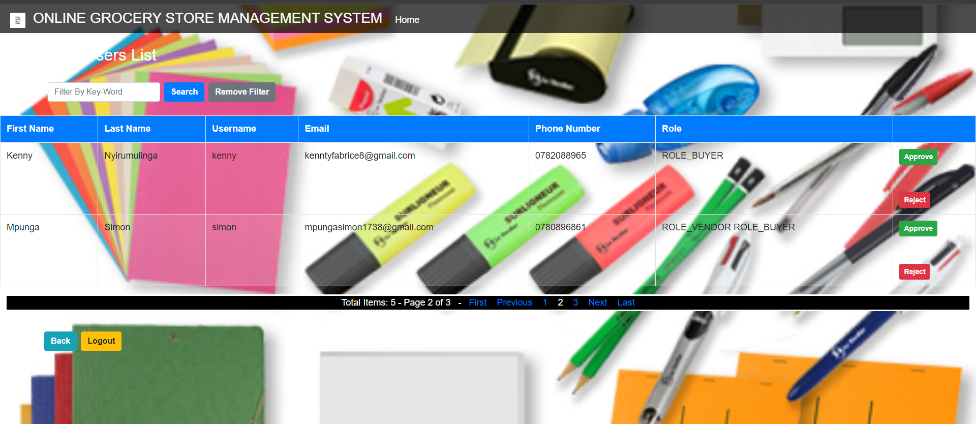 ONLINE GROCERY STORE MANAGEMENT SYSTEM Home
sers List
Filter By Key-Word Search Remove Filter
First Name Last Name Username Email Phone Number Role
Kenny Nyirumulinga kenny kenntyfabrice8@gmail.com 0782088965 ROLE_BUYER Approve
Reject
Mpunga Simon simon mpungasimon1738@gmail.com 0780896861 ROLE_VENDOR ROLE_BUYER Approve
Reject
SURLIGNEUR SURLIGNEUR SURLIGNEUR
Total Items: 5 - Page 2 of 3 - First Previous 1 2 3 Next Last
Back Logout